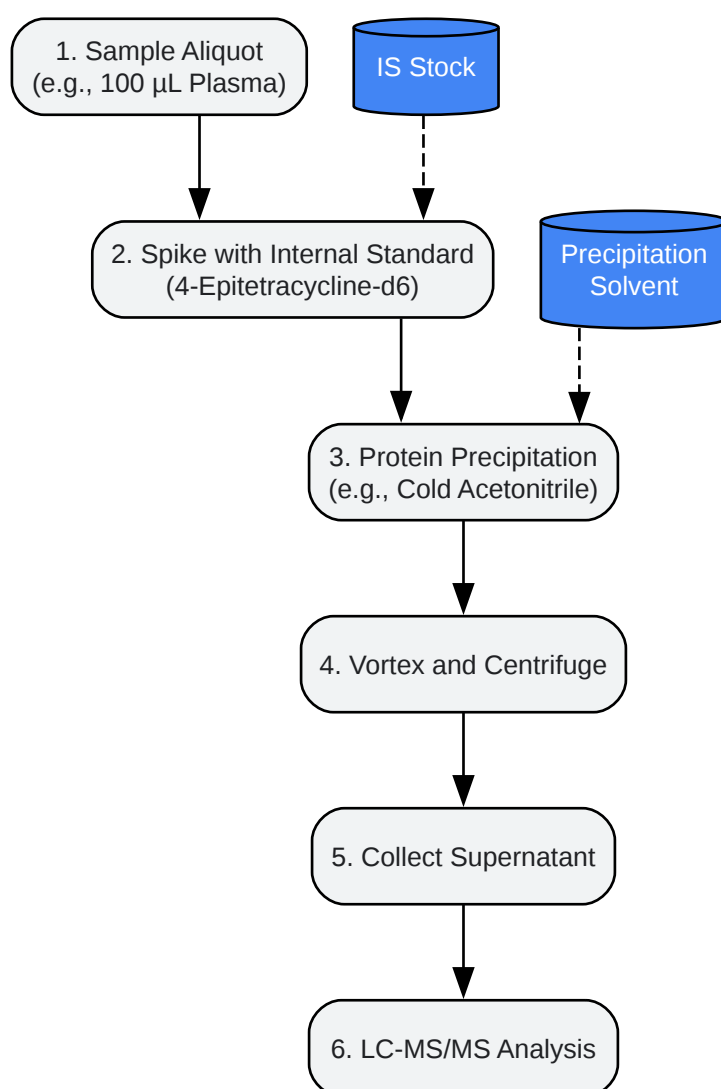 1. Sample Aliquot
(e.g., 100 µL Plasma)
IS Stock
2. Spike with Internal Standard
(4-Epitetracycline-d6)
Precipitation
Solvent
3. Protein Precipitation
(e.g., Cold Acetonitrile)
4. Vortex and Centrifuge
5. Collect Supernatant
6. LC-MS/MS Analysis